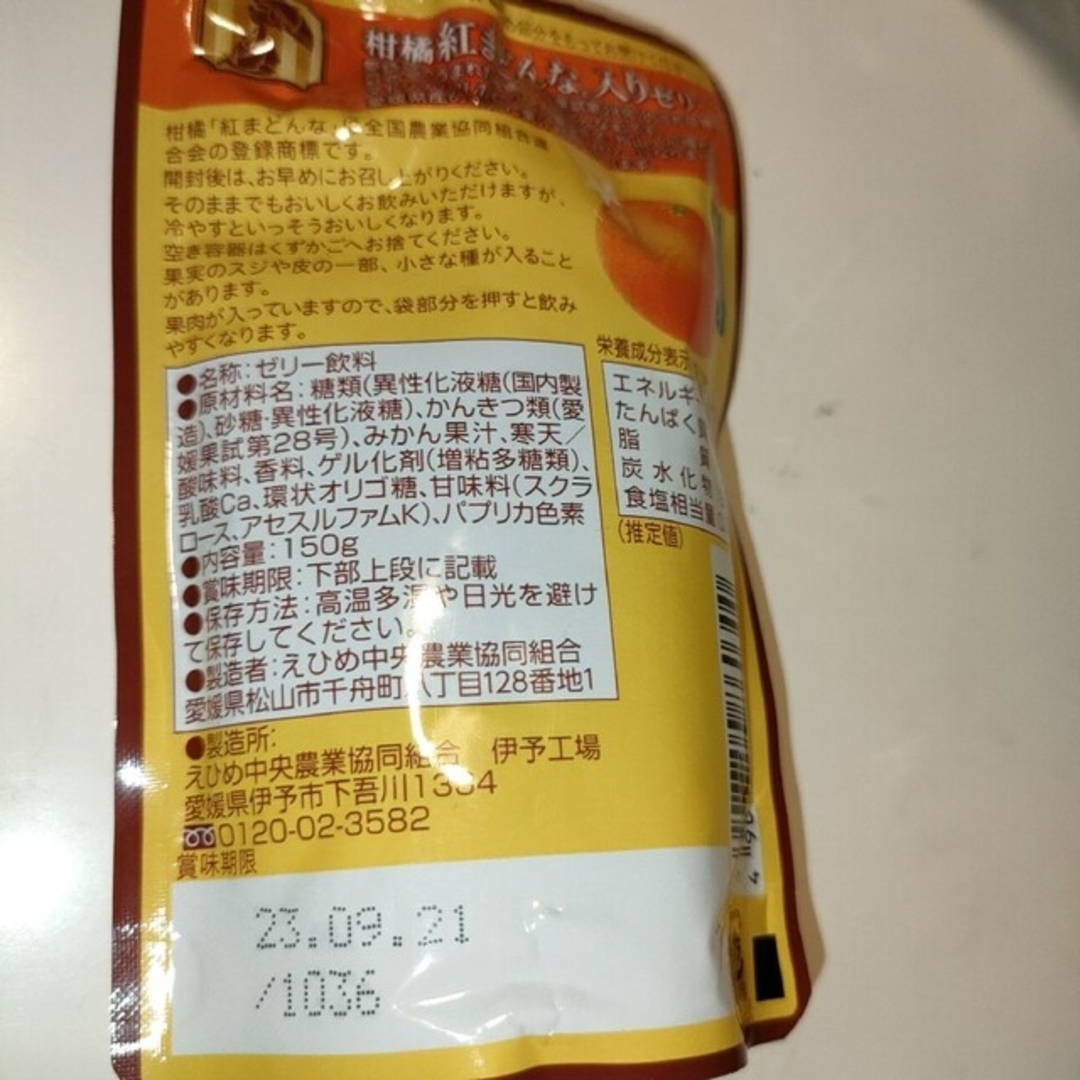 柑橘紅まどんな入りゼリー
柑橘「紅まどんな」は全国農業協同組合連
合会の登録商標です。
開封後は、お早めにお召し上がりください。
そのままでもおいしくお飲みいただけますが、
冷やすといっそうおいしくなります。
空き容器はくずかごへお捨てください。
果実のスジや皮の一部、小さな種が入ること
があります。
果肉が入っていますので、袋部分を押すと飲み
やすくなります。
●名称:ゼリー飲料
●原材料名:糖類(異性化液糖(国内製
造)、砂糖・異性化液糖)、かんきつ類(愛
媛果試第28号)、みかん果汁、寒天/
酸味料、香料、ゲル化剤(増粘多糖類)、
乳酸Ca、環状オリゴ糖、甘味料(スクラ
ロース、アセスルファムK)、パプリカ色素
●内容量:150g
●賞味期限:下部上段に記載
●保存方法:高温多湿や日光を避け
て保存してください。
●製造者:えひめ中央農業協同組合
愛媛県松山市千舟町八丁目128番地1
●製造所:
えひめ中央農業協同組合 伊予工場
愛媛県伊予市下吾川1334
0120-02-3582
賞味期限
23.09.21
/1036
栄養成分表示
エネルギー
たんぱく質
脂 質
炭水化物
食塩相当量
(推定値)